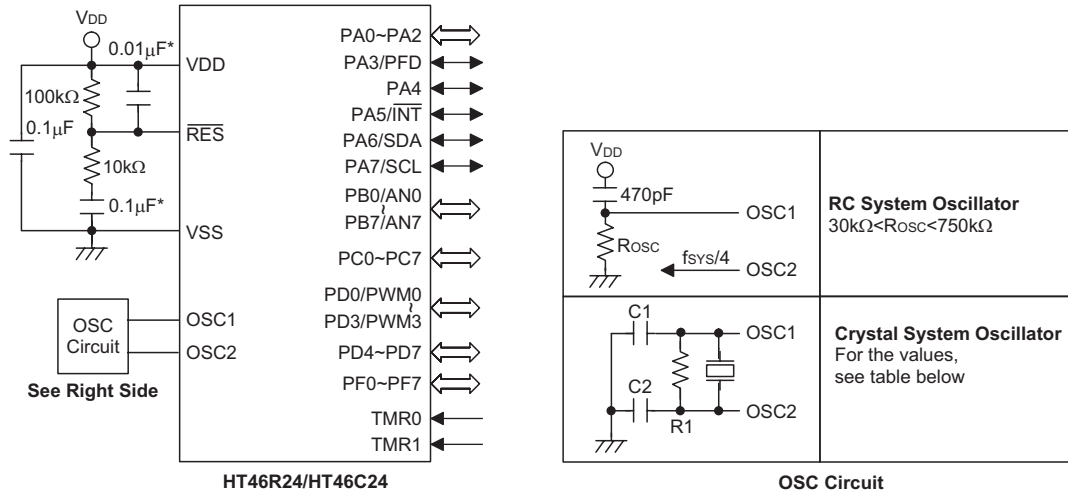 VDD
0.01μF*
VDD
100kΩ
0.1μF
RES
10kΩ
0.1μF*
VSS
OSC Circuit
OSC1
OSC2
See Right Side
PA0~PA2
PA3/PFD
PA4
PA5/INT
PA6/SDA
PA7/SCL
PB0/AN0
~
PB7/AN7
PC0~PC7
PD0/PWM0
~
PD3/PWM3
PD4~PD7
PF0~PF7
TMR0
TMR1
HT46R24/HT46C24
VDD
470pF
OSC1
ROSC
fSYS/4
OSC2
RC System Oscillator
30kΩ<ROSC<750kΩ
C1
OSC1
C2
R1
OSC2
Crystal System Oscillator
For the values,
see table below
OSC Circuit